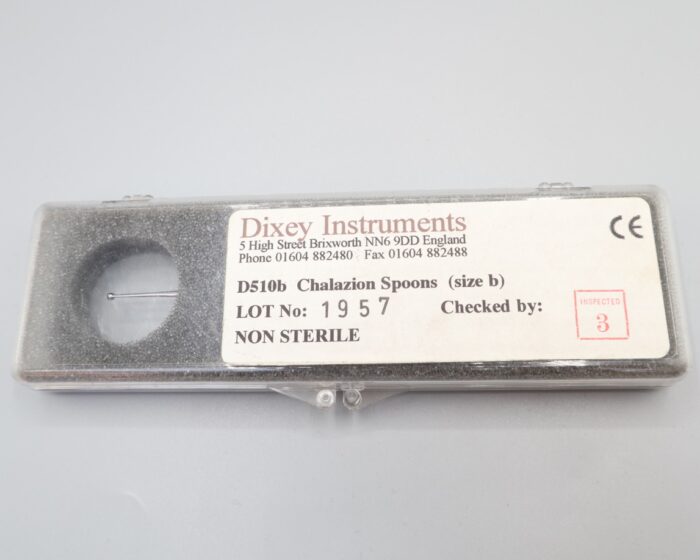 Dixey Instruments
5 High Street Brixworth NN6 9DD England
Phone 01604 882480 Fax 01604 882488
CE
D510b Chalazion Spoons (size b)
LOT No: 1957 Checked by:
INSPECTED
3
NON STERILE